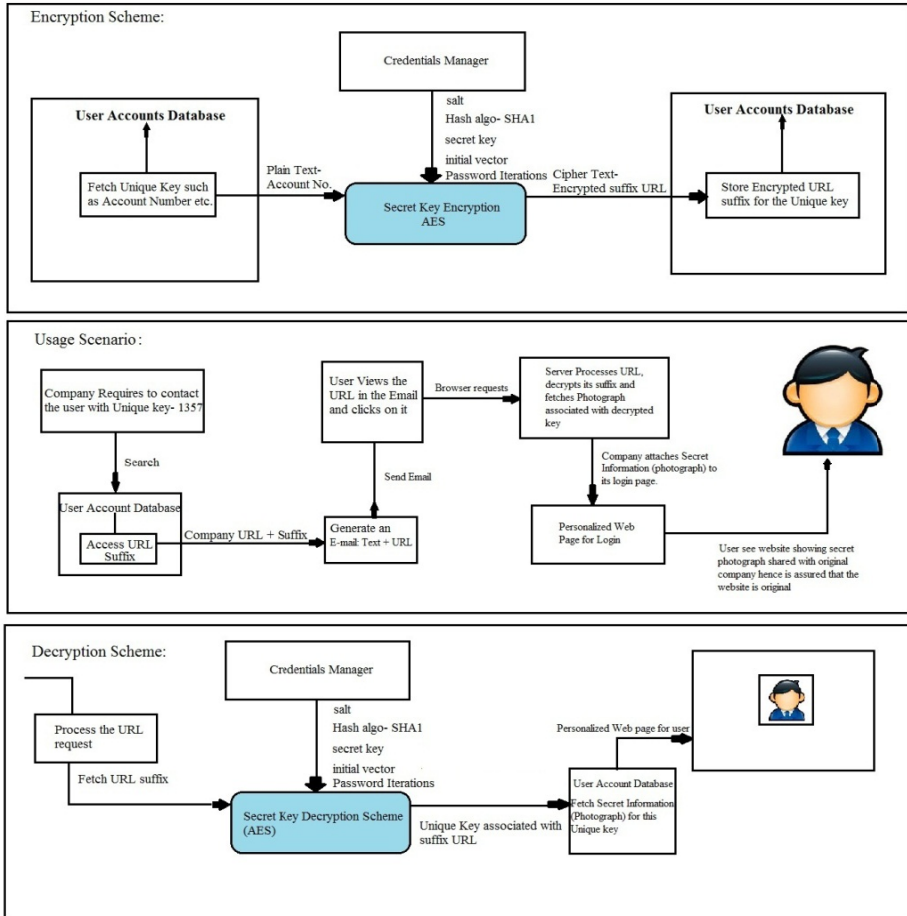 Encryption Scheme:
Credentials Manager
salt
Hash algo- SHA1
secret key
initial vector
Password Iterations
User Accounts Database
Fetch Unique Key such
as Account Number etc.
Plain Text-
Account No.
Secret Key Encryption
AES
Cipher Text-
Encrypted suffix URL
User Accounts Database
Store Encrypted URL
suffix for the Unique key
Usage Scenario:
Company Requires to contact
the user with Unique key- 1357
Search
User Account Database
Access URL
Suffix
Company URL + Suffix
Generate an
E-mail: Text + URL
Send Email
User Views the
URL in the Email
and clicks on it
Browser requests
Server Processes URL,
decrypts its suffix and
fetches Photograph
associated with decrypted
key
Company attaches Secret
Information (photograph) to
its login page.
Personalized Web
Page for Login
User see website showing secret
photograph shared with original
company hence is assured that the
website is original
Decryption Scheme:
Process the URL
request
Fetch URL suffix
Credentials Manager
salt
Hash algo- SHA1
secret key
initial vector
Password Iterations
Secret Key Decryption Scheme
(AES)
Unique Key associated with
suffix URL
User Account Database
Fetch Secret Information
(Photograph) for this
Unique key
Personalized Web page for user